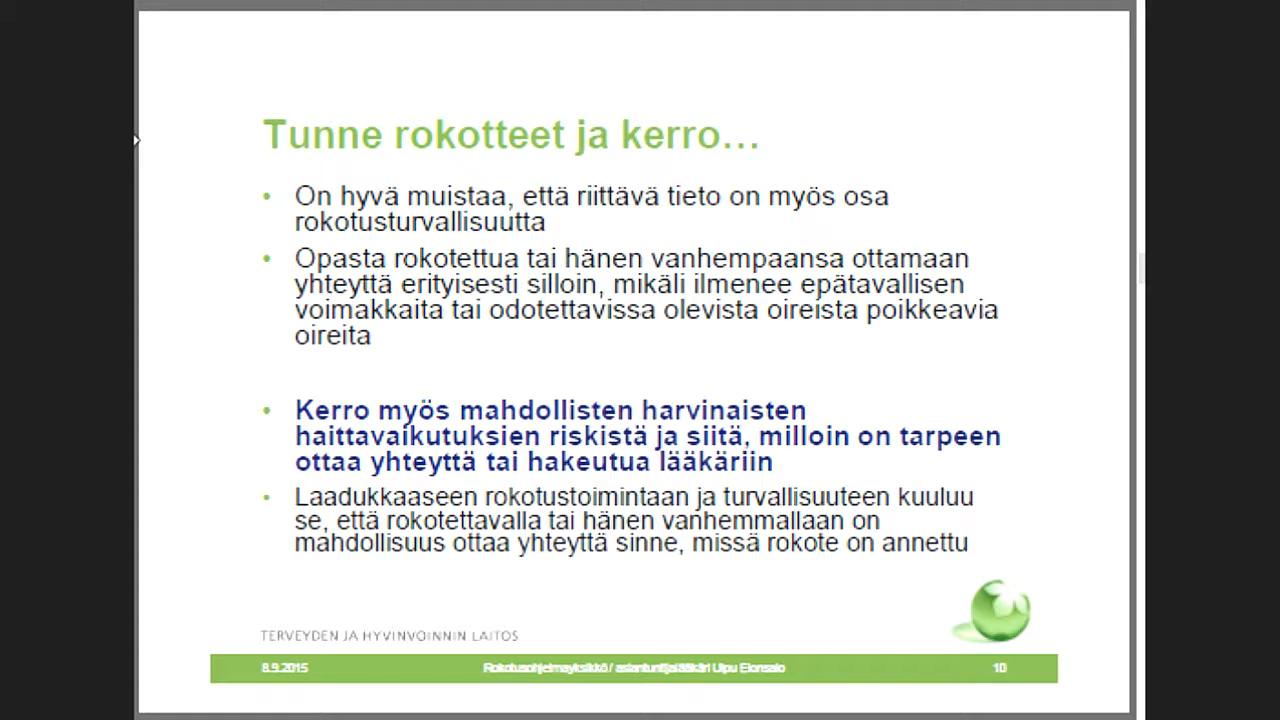 Tunne rokotteet ja kerro…
• On hyvä muistaa, että riittävä tieto on myös osa
rokotusturvallisuutta
• Opasta rokotettua tai hänen vanhempaansa ottamaan
yhteyttä erityisesti silloin, mikäli ilmenee epätavallisen
voimakkaita tai odotettavissa olevista oireista poikkeavia
oireita
• Kerro myös mahdollisten harvinaisten
haittavaikutuksien riskistä ja siitä, milloin on tarpeen
ottaa yhteyttä tai hakeutua lääkäriin
• Laadukkaaseen rokotustoimintaan ja turvallisuuteen kuuluu
se, että rokotettavalla tai hänen vanhemmallaan on
mahdollisuus ottaa yhteyttä sinne, missä rokote on annettu
TERVEYDEN JA HYVINVOINNIN LAITOS
8.9.2015
Rokotusohjelmayksikkö / asiantuntijalääkäri Ulpu Elonsalo
10